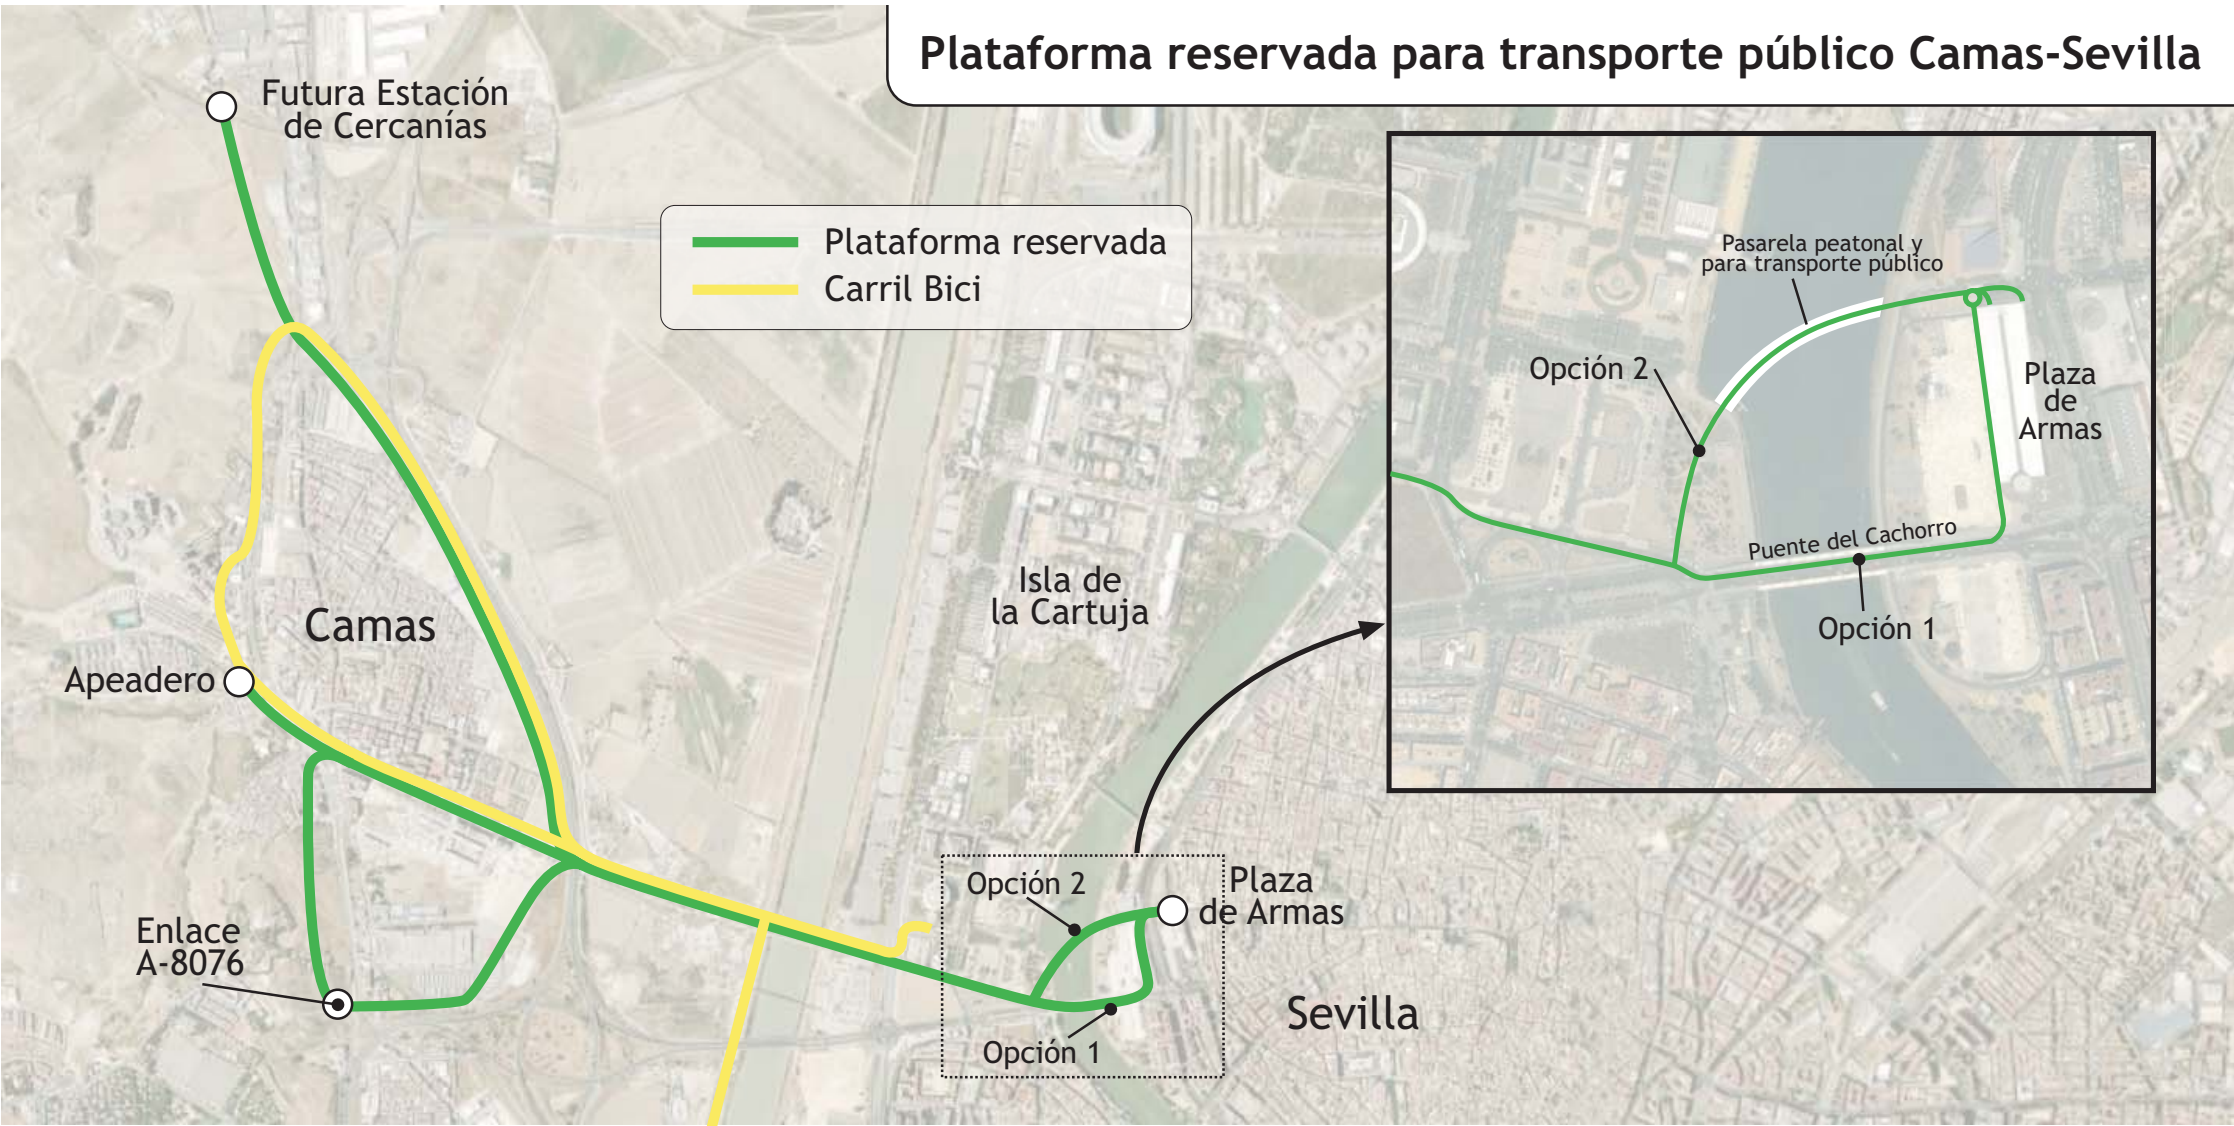 Plataforma reservada para transporte público Camas-Sevilla
Futura Estación
de Cercanías
Plataforma reservada
Carril Bici
Pasarela peatonal y
para transporte público
Opción 2
Plaza
de
Armas
Puente del Cachorro
Opción 1
Isla de
la Cartuja
Camas
Apeadero
Enlace
A-8076
Opción 2
Plaza
de Armas
Opción 1
Sevilla